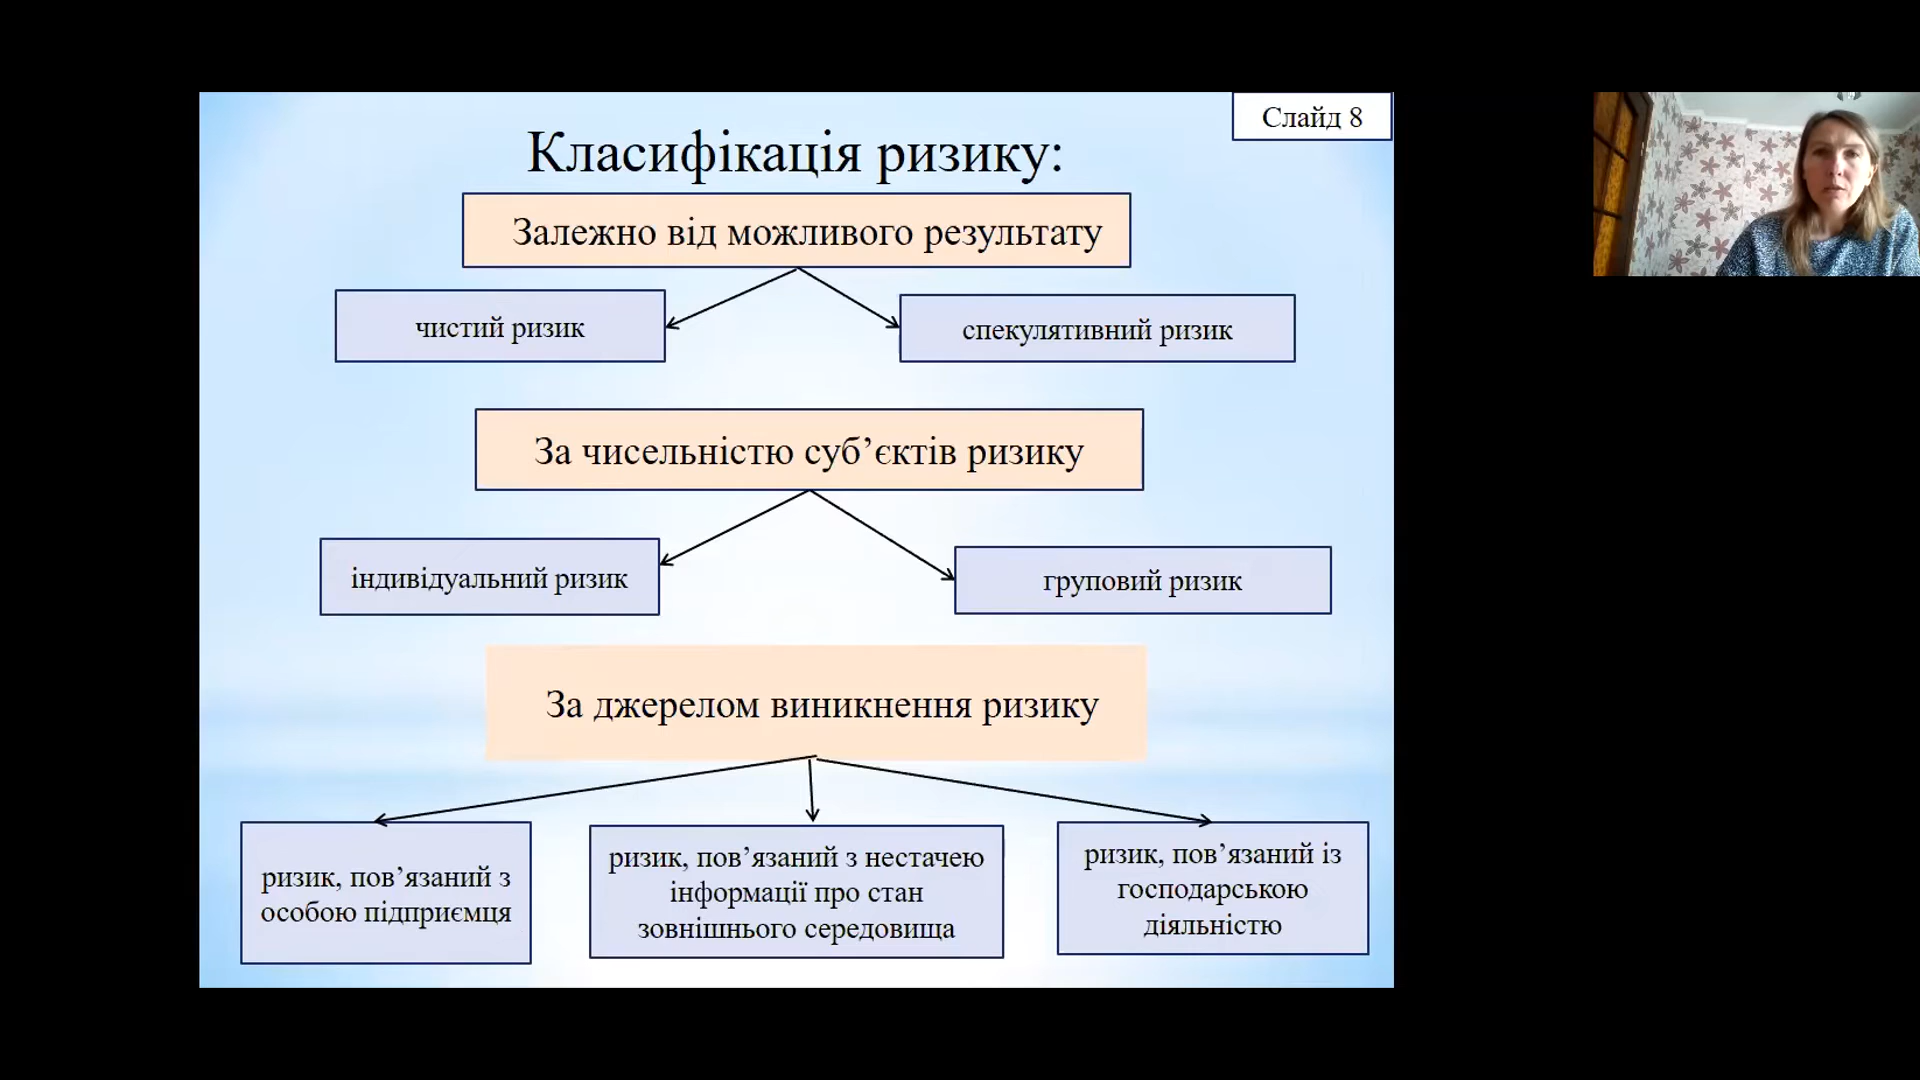 Слайд 8
Класифікація ризику:
Залежно від можливого результату
чистий ризик
спекулятивний ризик
За чисельністю суб’єктів ризику
індивідуальний ризик
груповий ризик
За джерелом виникнення ризику
ризик, пов’язаний з
особою підприємця
ризик, пов’язаний з нестачею
інформації про стан
зовнішнього середовища
ризик, пов’язаний із
господарською
діяльністю